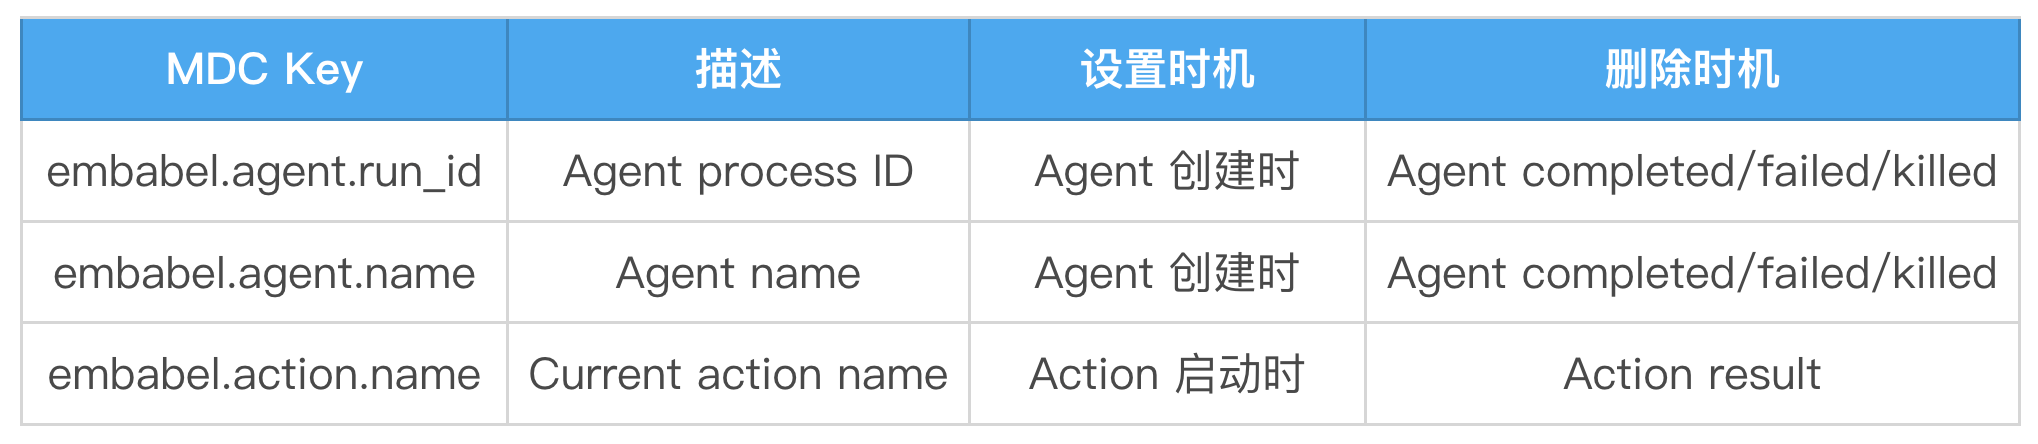 MDC Key 描述 设置时机 删除时机
embabel.agent.run_id Agent process ID Agent 创建时 Agent completed/failed/killed
embabel.agent.name Agent name Agent 创建时 Agent completed/failed/killed
embabel.action.name Current action name Action 启动时 Action result